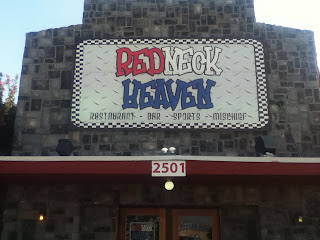 REDNECK
HEAVEN
RESTAURANT - BAR - SPORTS - MISCHIEF
2501